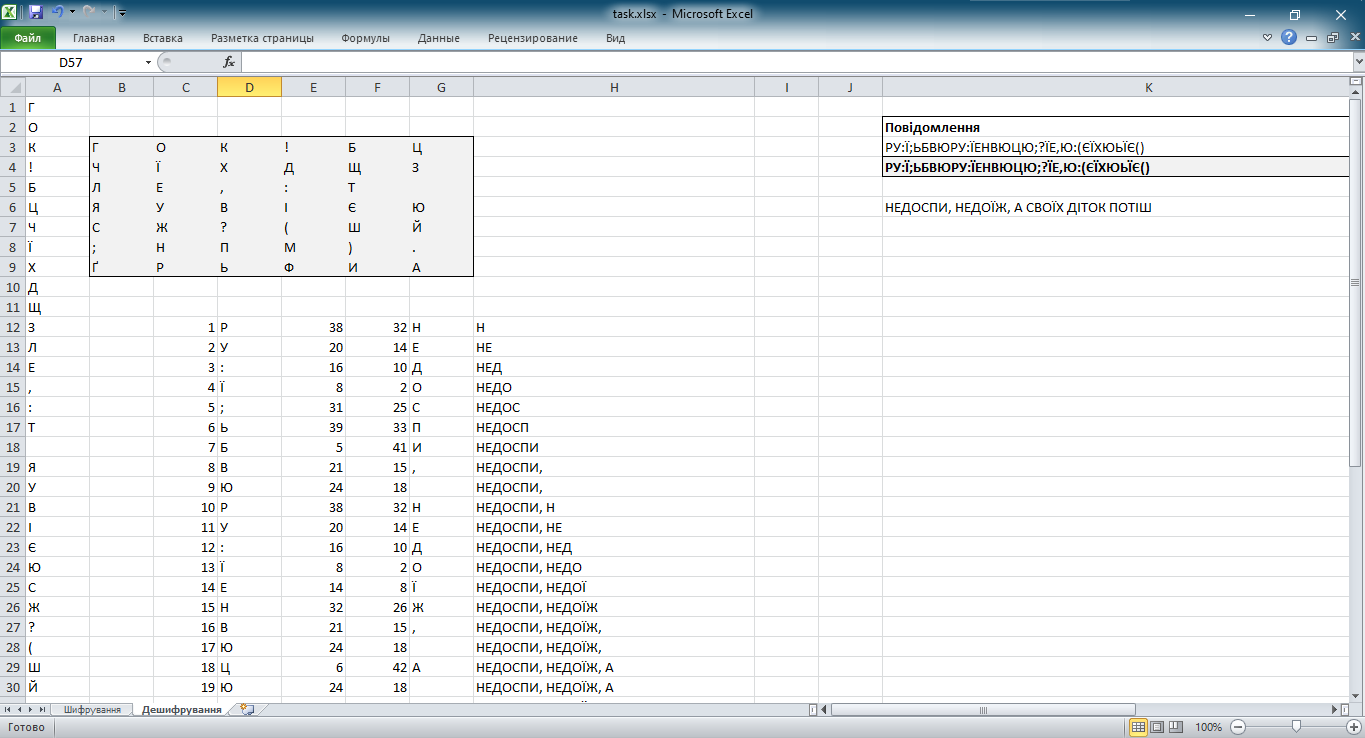 task.xlsx - Microsoft Excel
Файл Главная Вставка Разметка страницы Формулы Данные Рецензирование Вид
D57 fx
A B C D E F G H I J K
1 Г
2 О Повідомлення
3 К Г О К ! Б Ц РУ:Ї;ЬБВЮРУ:ЇЕНВЮЦЮ;?ЇЕ,Ю:(ЄЇХЮЬЇЄ()
4 ! Ч Ї Х Д Щ З РУ:Ї;ЬБВЮРУ:ЇЕНВЮЦЮ;?ЇЕ,Ю:(ЄЇХЮЬЇЄ()
5 Б Л Е , : Т
6 Ц Я У В І Є Ю НЕДОСПИ, НЕДОЇЖ, А СВОЇХ ДІТОК ПОТІШ
7 Ч С Ж ? ( Ш Й
8 Ї ; Н П М ) .
9 Х Ґ Р Ь Ф И А
10 Д
11 Щ
12 З 1 Р 38 32 Н Н
13 Л 2 У 20 14 Е НЕ
14 Е 3 : 16 10 Д НЕД
15 , 4 Ї 8 2 О НЕДО
16 : 5 ; 31 25 С НЕДОС
17 Т 6 Ь 39 33 П НЕДОСП
18 7 Б 5 41 И НЕДОСПИ
19 Я 8 В 21 15 , НЕДОСПИ,
20 У 9 Ю 24 18 НЕДОСПИ,
21 В 10 Р 38 32 Н НЕДОСПИ, Н
22 І 11 У 20 14 Е НЕДОСПИ, НЕ
23 Є 12 : 16 10 Д НЕДОСПИ, НЕД
24 Ю 13 Ї 8 2 О НЕДОСПИ, НЕДО
25 С 14 Е 14 8 Ї НЕДОСПИ, НЕДОЇ
26 Ж 15 Н 32 26 Ж НЕДОСПИ, НЕДОЇЖ
27 ? 16 В 21 15 , НЕДОСПИ, НЕДОЇЖ,
28 ( 17 Ю 24 18 НЕДОСПИ, НЕДОЇЖ,
29 Ш 18 Ц 6 42 А НЕДОСПИ, НЕДОЇЖ, А
30 Й 19 Ю 24 18 НЕДОСПИ, НЕДОЇЖ, А
Шифрування Дешифрування
Готово 100%